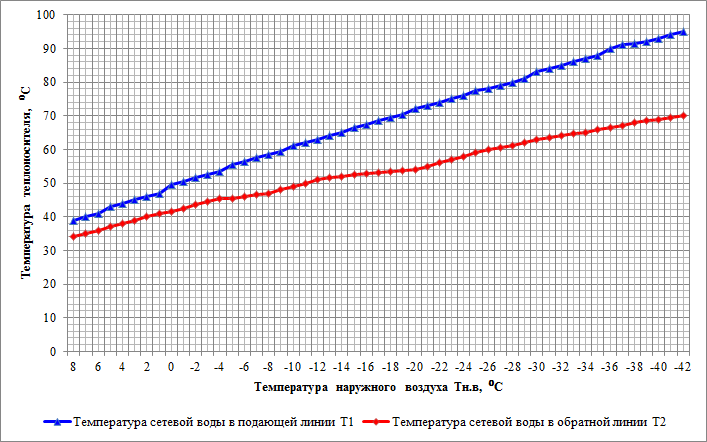 Температура теплоносителя, ⁰С
100
90
80
70
60
50
40
30
20
10
0
8 6 4 2 0 -2 -4 -6 -8 -10 -12 -14 -16 -18 -20 -22 -24 -26 -28 -30 -32 -34 -36 -38 -40 -42
Температура наружного воздуха Тн.в, ⁰С
Температура сетевой воды в подающей линии Т1 Температура сетевой воды в обратной линии Т2